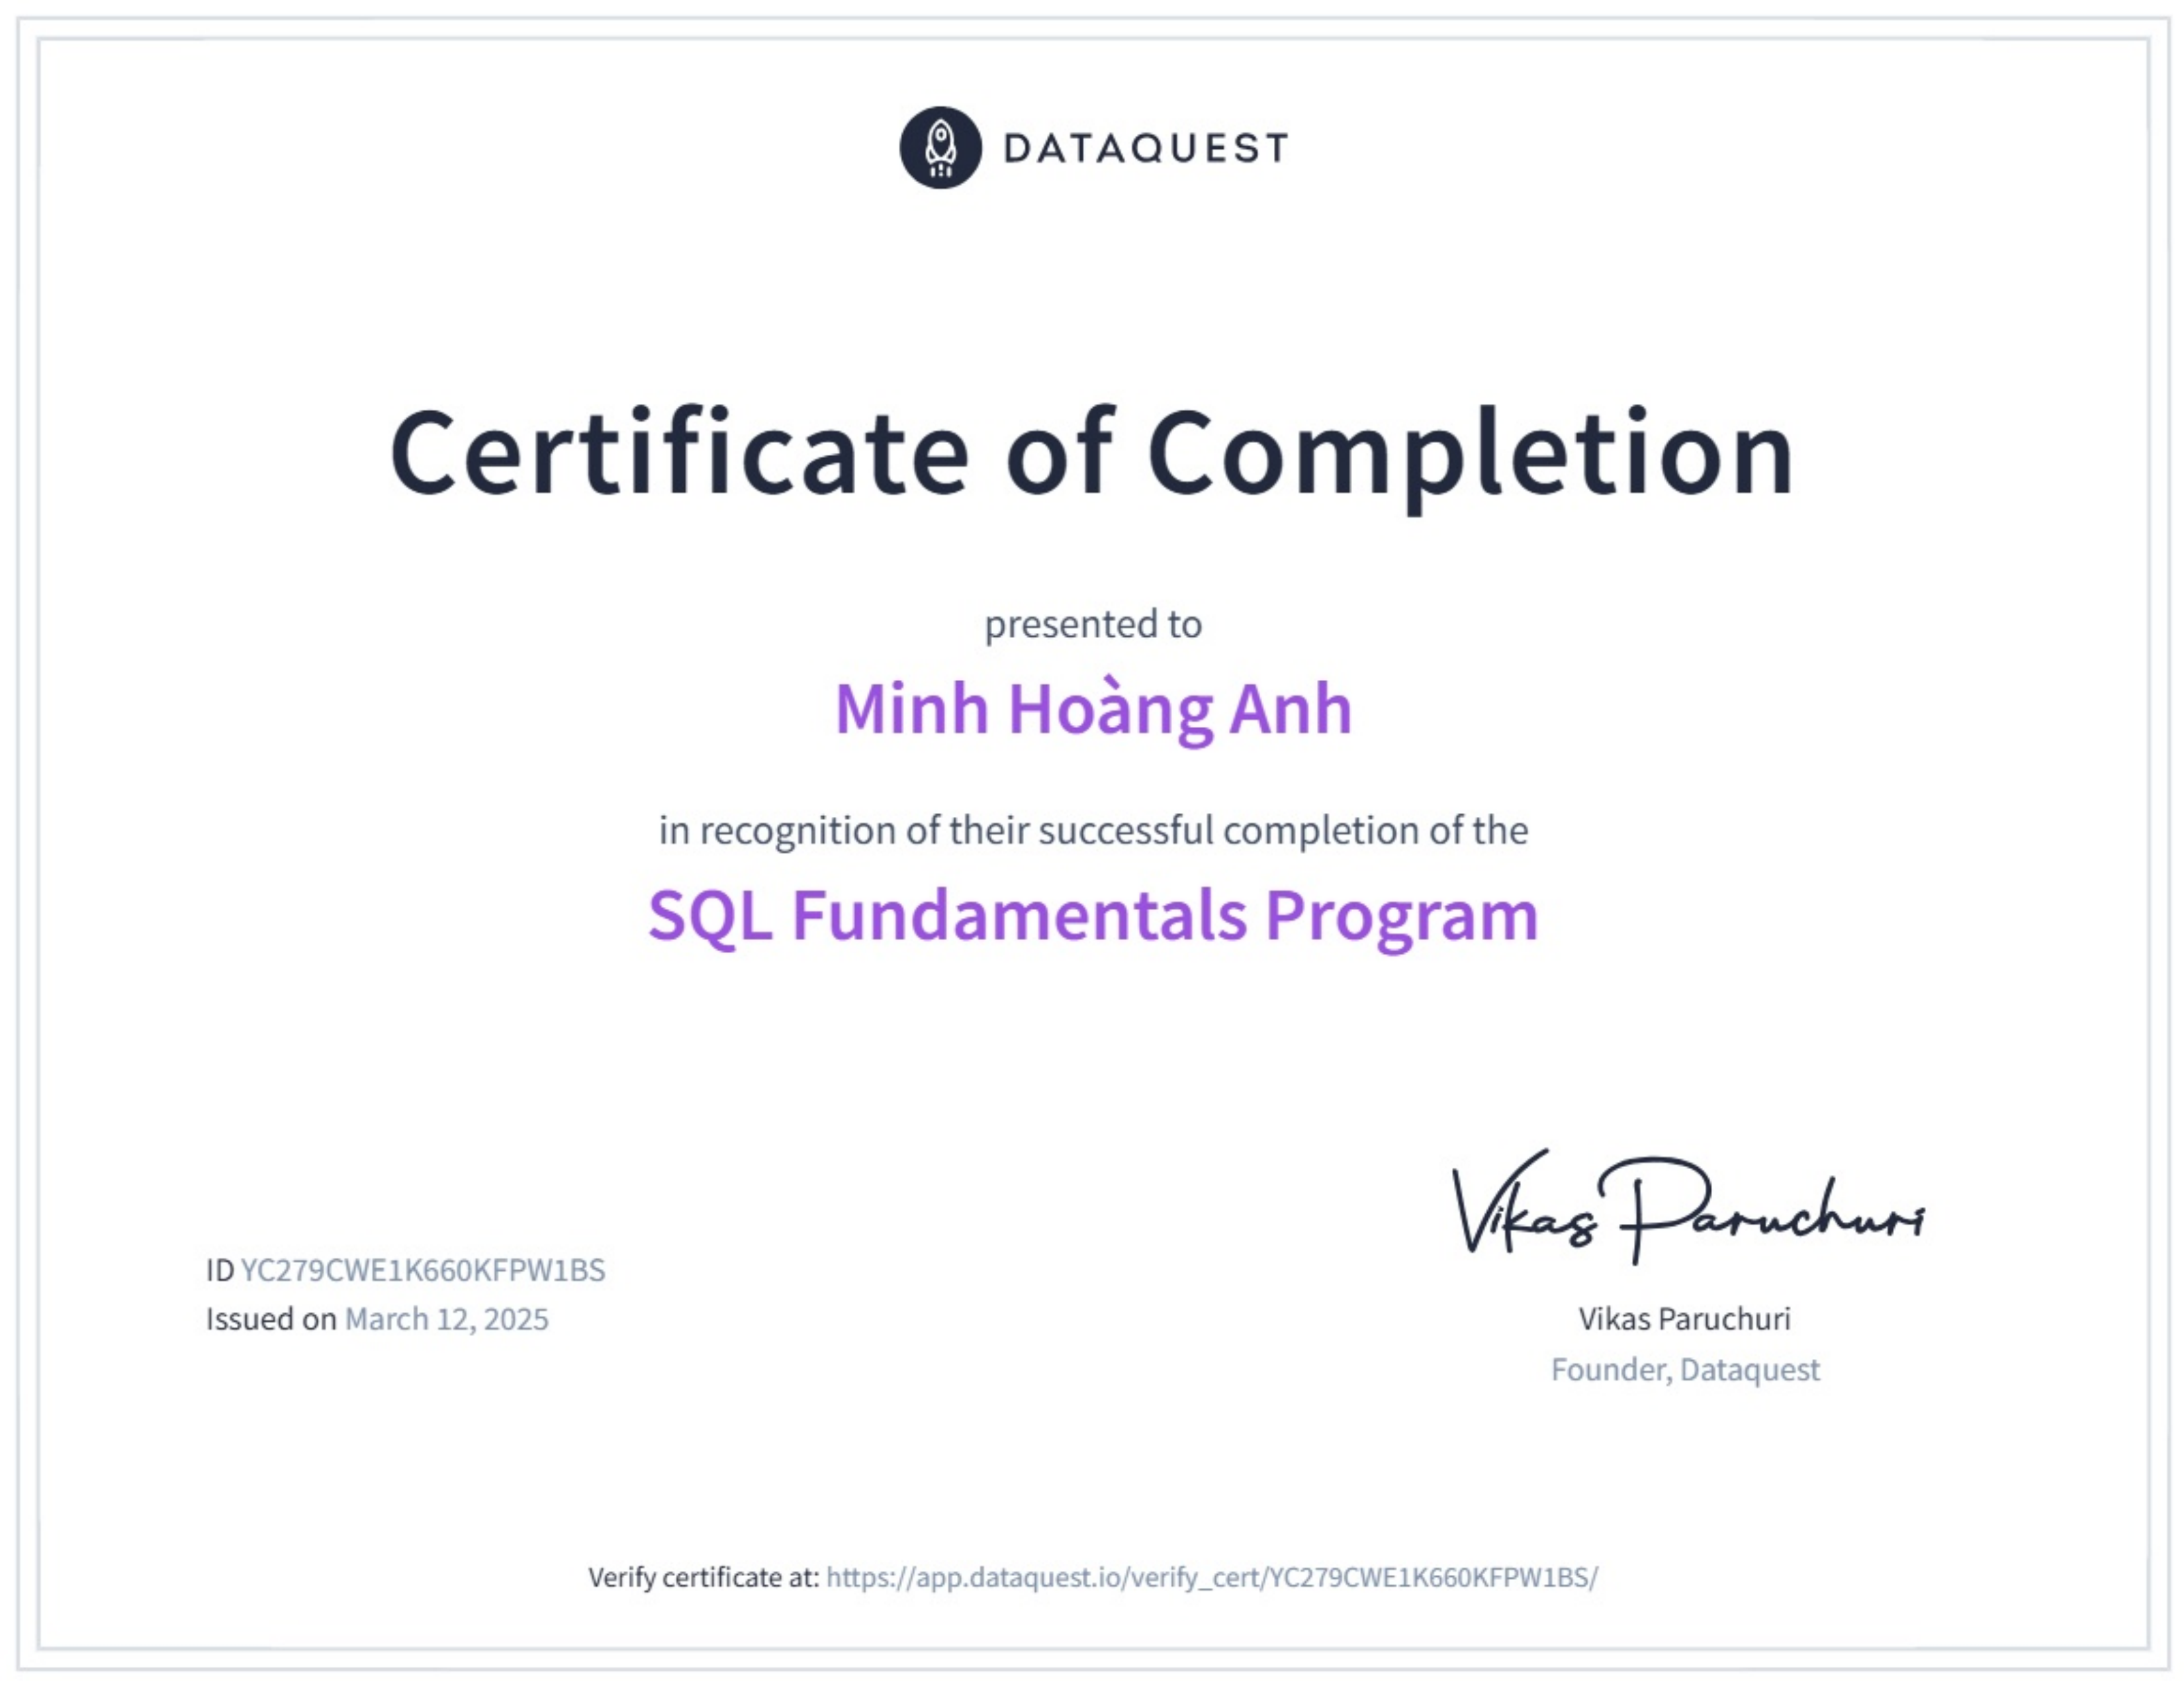 DATAQUEST
Certificate of Completion
presented to
Minh Hoàng Anh
in recognition of their successful completion of the
SQL Fundamentals Program
Vikas Paruchuri
ID YC279CWE1K660KFPW1BS
Issued on March 12, 2025
Vikas Paruchuri
Founder, Dataquest
Verify certificate at: https://app.dataquest.io/verify_cert/YC279CWE1K660KFPW1BS/